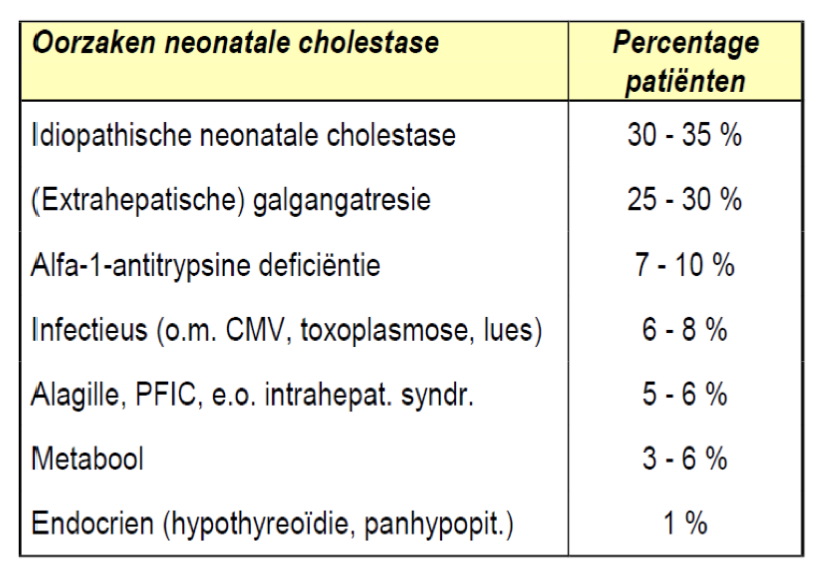 Oorzaken neonatale cholestase Percentage
patiënten
Idiopathische neonatale cholestase 30 - 35 %
(Extrahepatische) galgangatresie 25 - 30 %
Alfa-1-antitrypsine deficiëntie 7 - 10 %
Infectieus (o.m. CMV, toxoplasmose, lues) 6 - 8 %
Alagille, PFIC, e.o. intrahepat. syndr. 5 - 6 %
Metabool 3 - 6 %
Endocrien (hypothyreoïdie, panhypopit.) 1 %